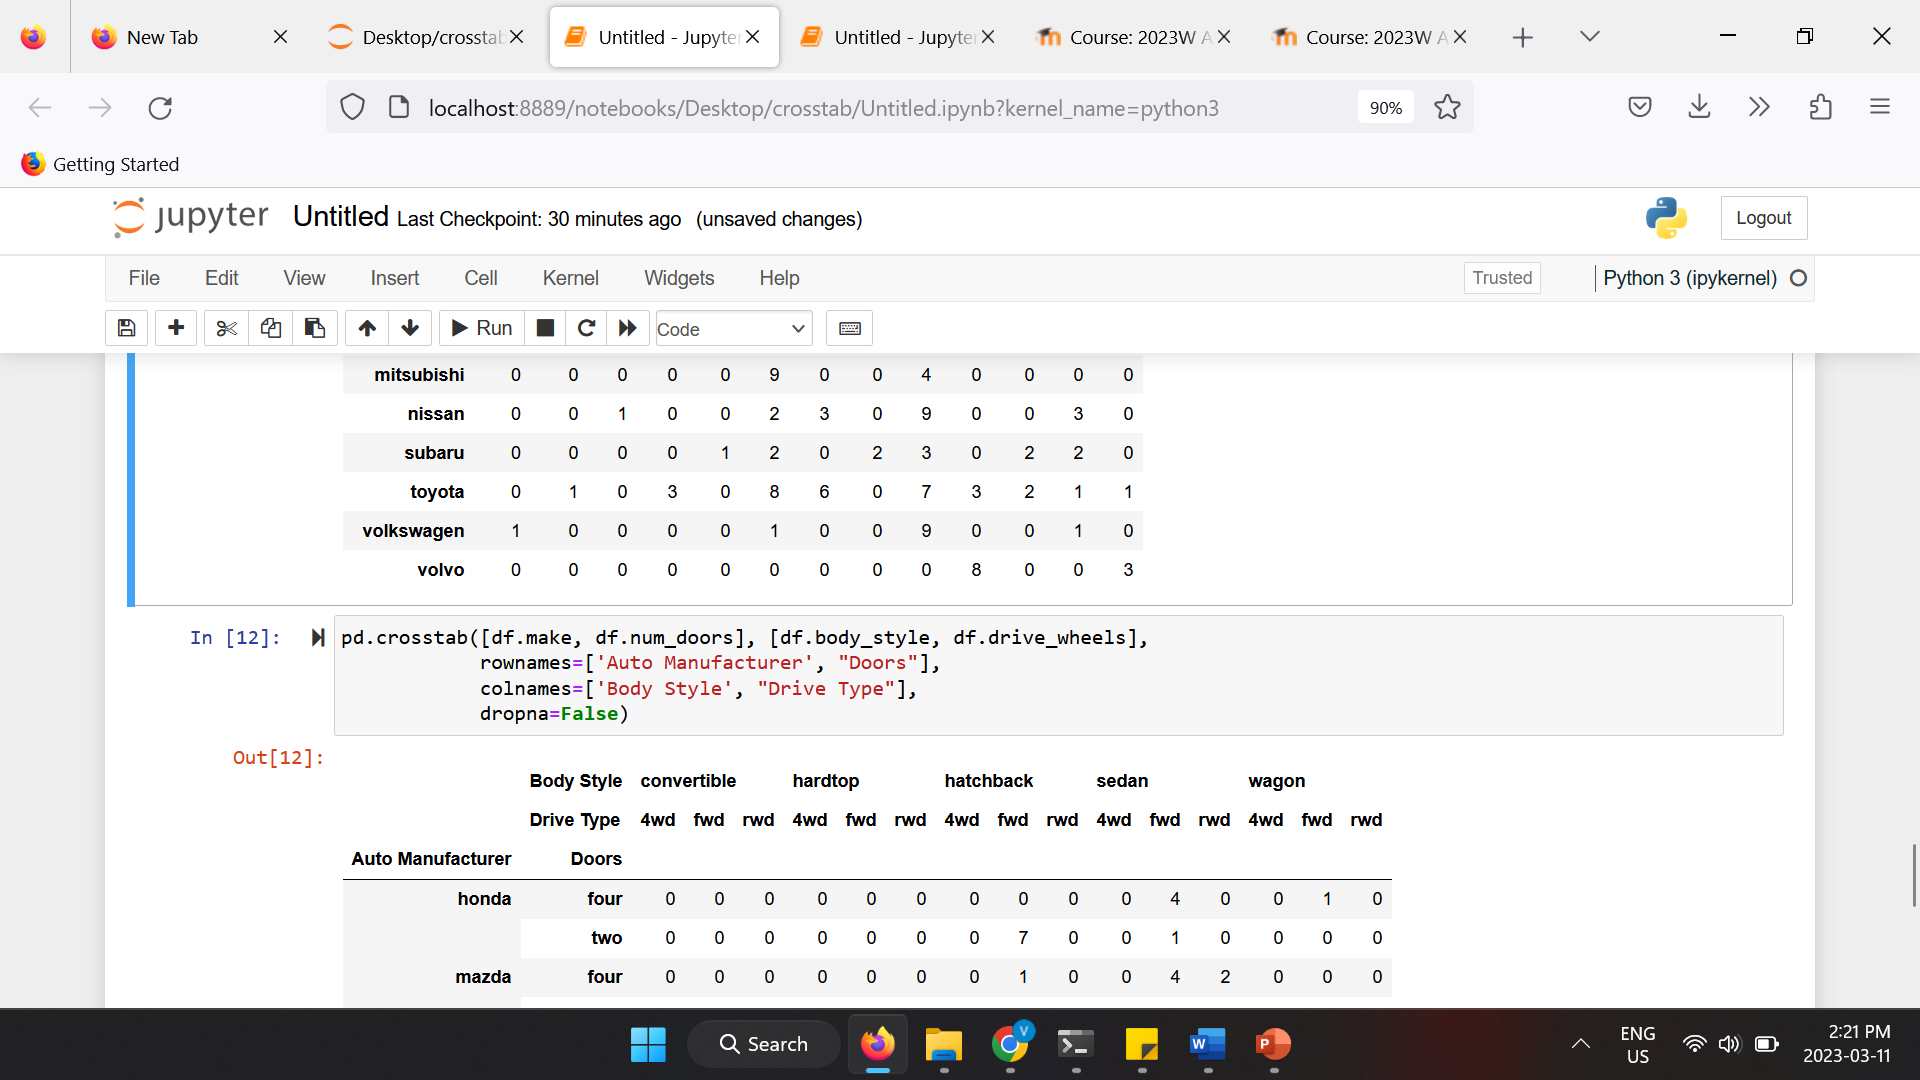 New Tab
Desktop/crosstab
Untitled - Jupyter
Untitled - Jupyter
Course: 2023W A
Course: 2023W A
localhost:8889/notebooks/Desktop/crosstab/Untitled.ipynb?kernel_name=python3
90%
Getting Started
jupyter Untitled Last Checkpoint: 30 minutes ago (unsaved changes)
Logout
File Edit View Insert Cell Kernel Widgets Help
Trusted
Python 3 (ipykernel)
Run
Code
mitsubishi 0 0 0 0 0 9 0 0 4 0 0 0 0
nissan 0 0 1 0 0 2 3 0 9 0 0 3 0
subaru 0 0 0 0 1 2 0 2 3 0 2 2 0
toyota 0 1 0 3 0 8 6 0 7 3 2 1 1
volkswagen 1 0 0 0 0 1 0 0 9 0 0 1 0
volvo 0 0 0 0 0 0 0 0 0 8 0 0 3
In [12]: pd.crosstab([df.make, df.num_doors], [df.body_style, df.drive_wheels],
rownames=['Auto Manufacturer', "Doors"],
colnames=['Body Style', "Drive Type"],
dropna=False)
Out[12]:
Body Style convertible hardtop hatchback sedan wagon
Drive Type 4wd fwd rwd 4wd fwd rwd 4wd fwd rwd 4wd fwd rwd 4wd fwd rwd
Auto Manufacturer Doors
honda four 0 0 0 0 0 0 0 0 0 0 4 0 0 1 0
two 0 0 0 0 0 0 0 7 0 0 1 0 0 0 0
mazda four 0 0 0 0 0 0 0 1 0 0 4 2 0 0 0
Search
V
W
P
ENG
US
2:21 PM
2023-03-11